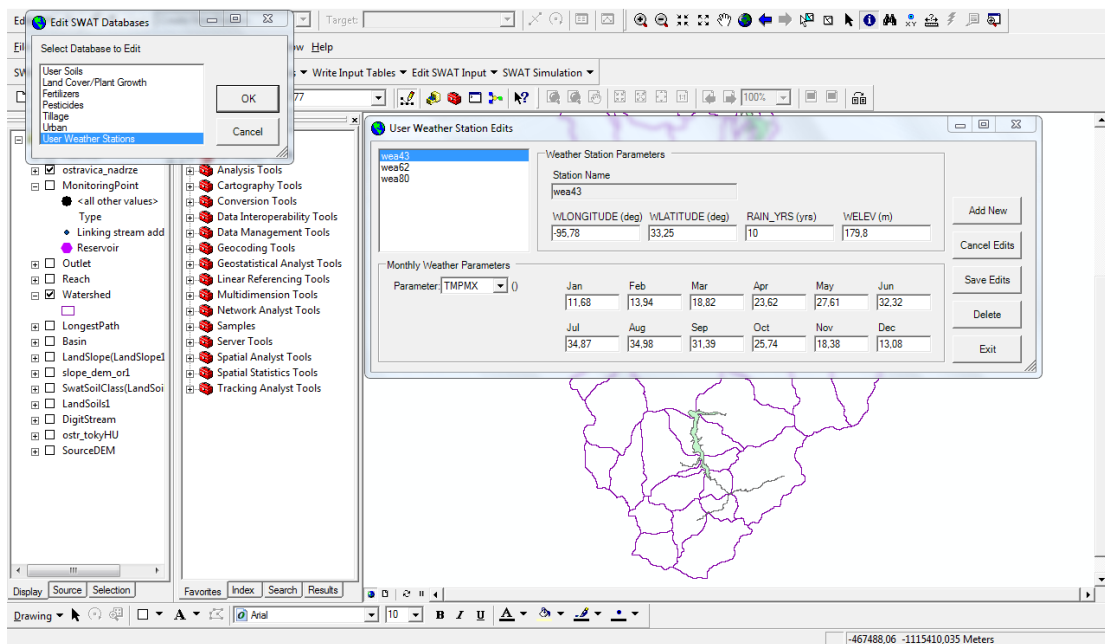 Edit SWAT Databases
Target:
Select Database to Edit
User Soils
Land Cover/Plant Growth
Fertilizers
Pesticides
Tillage
Urban
User Weather Stations
OK
Cancel
Help
Write Input Tables Edit SWAT Input SWAT Simulation
100%
ostravica_nadrze
MonitoringPoint
<all other values>
Type
Linking stream add
Reservoir
Outlet
Reach
Watershed
LongestPath
Basin
LandSlope(LandSlope1
slope_dem_or1
SwatSoilClass(LandSoi
LandSoils1
DigitStream
ostr_tokyHU
SourceDEM
Display Source Selection
Analysis Tools
Cartography Tools
Conversion Tools
Data Interoperability Tools
Data Management Tools
Geocoding Tools
Geostatistical Analyst Tools
Linear Referencing Tools
Multidimension Tools
Network Analyst Tools
Samples
Server Tools
Spatial Analyst Tools
Spatial Statistics Tools
Tracking Analyst Tools
Favorites Index Search Results
User Weather Station Edits
wea43
wea62
wea80
Weather Station Parameters
Station Name
wea43
WLONGITUDE (deg) WLATITUDE (deg) RAIN_YRS (yrs) WELEV (m)
-95,78 33,25 10 179,8
Monthly Weather Parameters
Parameter: TMPMX ()
Jan Feb Mar Apr May Jun
11,68 13,94 18,82 23,62 27,61 32,32
Jul Aug Sep Oct Nov Dec
34,87 34,98 31,39 25,74 18,38 13,08
Add New
Cancel Edits
Save Edits
Delete
Exit
Drawing A Arial 10 B I U A
-467488,06 -1115410,035 Meters